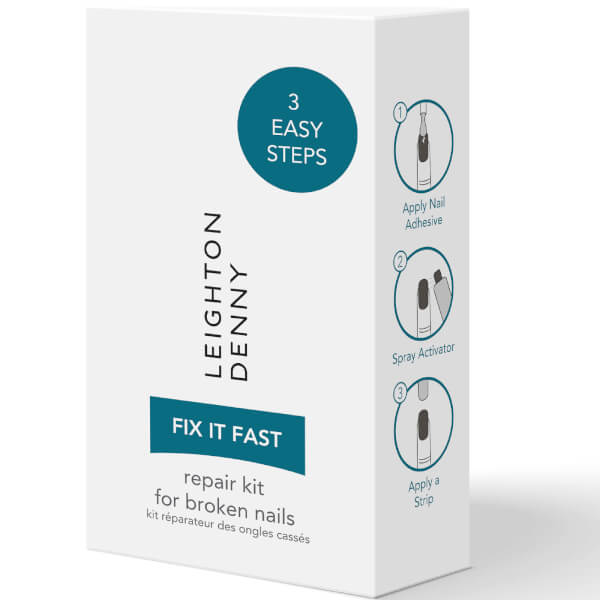 3
EASY
STEPS
LEIGHTON
DENNY
FIX IT FAST
repair kit
for broken nails
kit réparateur des ongles cassés
1
Apply Nail
Adhesive
2
Spray Activator
3
Apply a
Strip